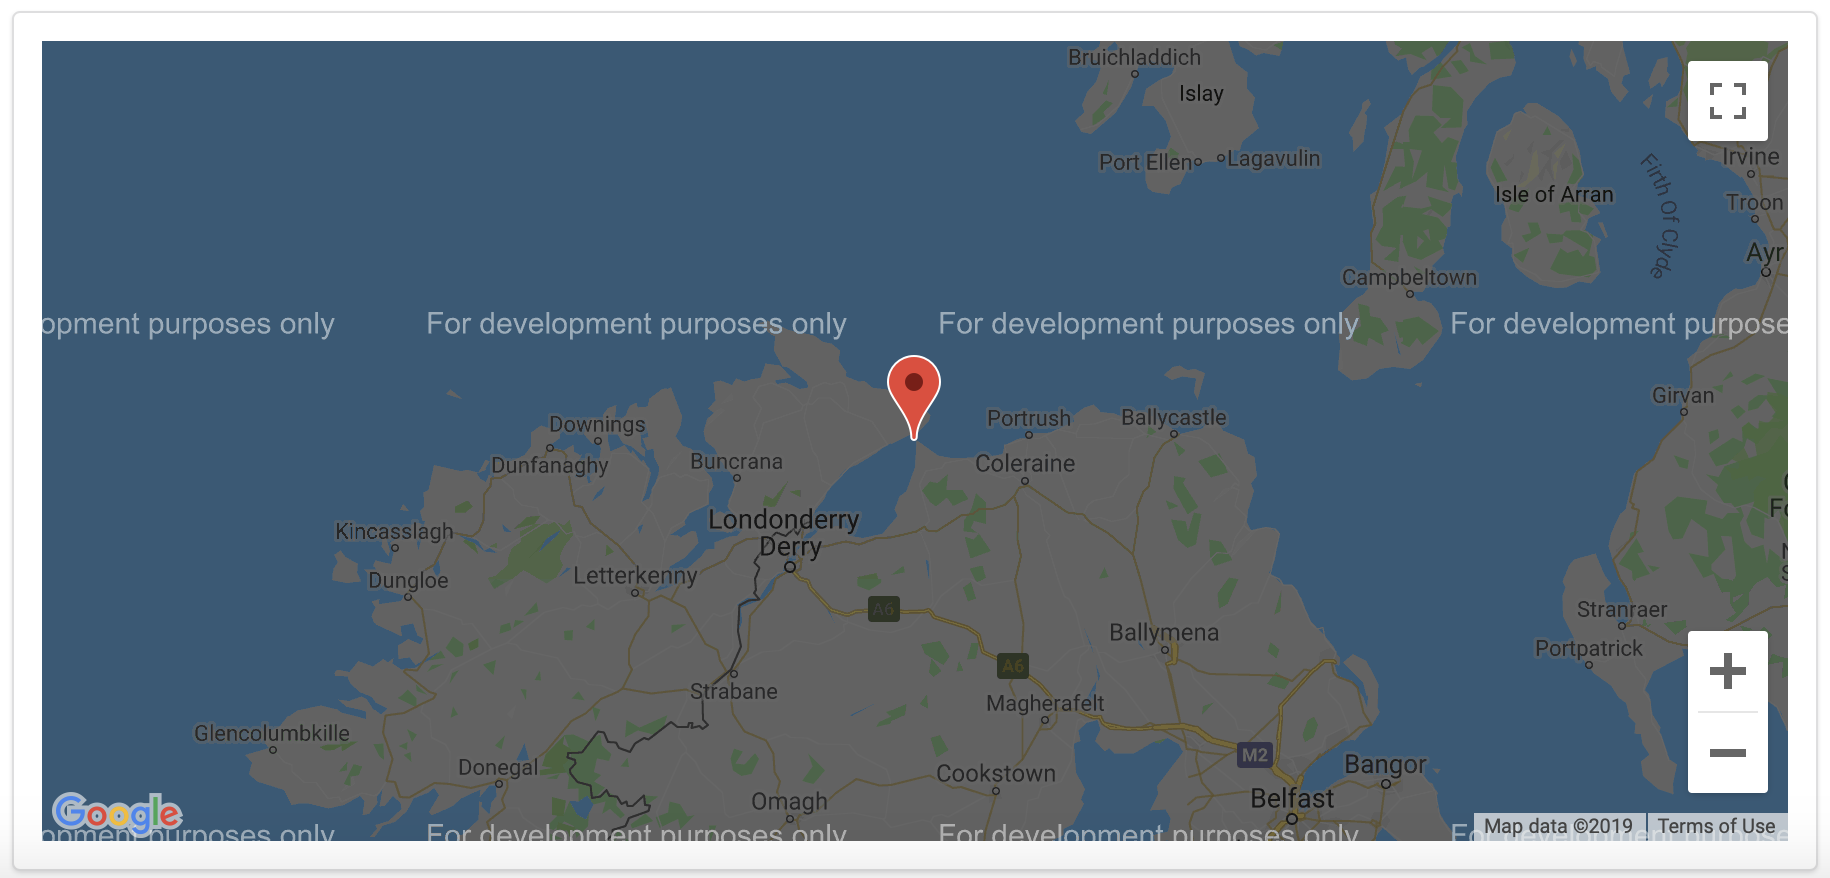 Bruichladdich
Islay
Port Ellen
Lagavulin
Irvine
Isle of Arran
Firth Of Clyde
Troon
Ayr
Campbeltown
opment purposes only
For development purposes only
For development purposes only
For development purpose
Girvan
Downings
Portrush
Ballycastle
Dunfanaghy
Buncrana
Coleraine
Londonderry
Derry
Kincasslagh
Dungloe
Letterkenny
A6
Stranraer
Ballymena
Portpatrick
A6
Strabane
Magherafelt
Glencolumbkille
Donegal
Cookstown
M2
Bangor
Omagh
Belfast
Google
opment purposes only
For development purposes only
For development purposes only
Map data ©2019
Terms of Use